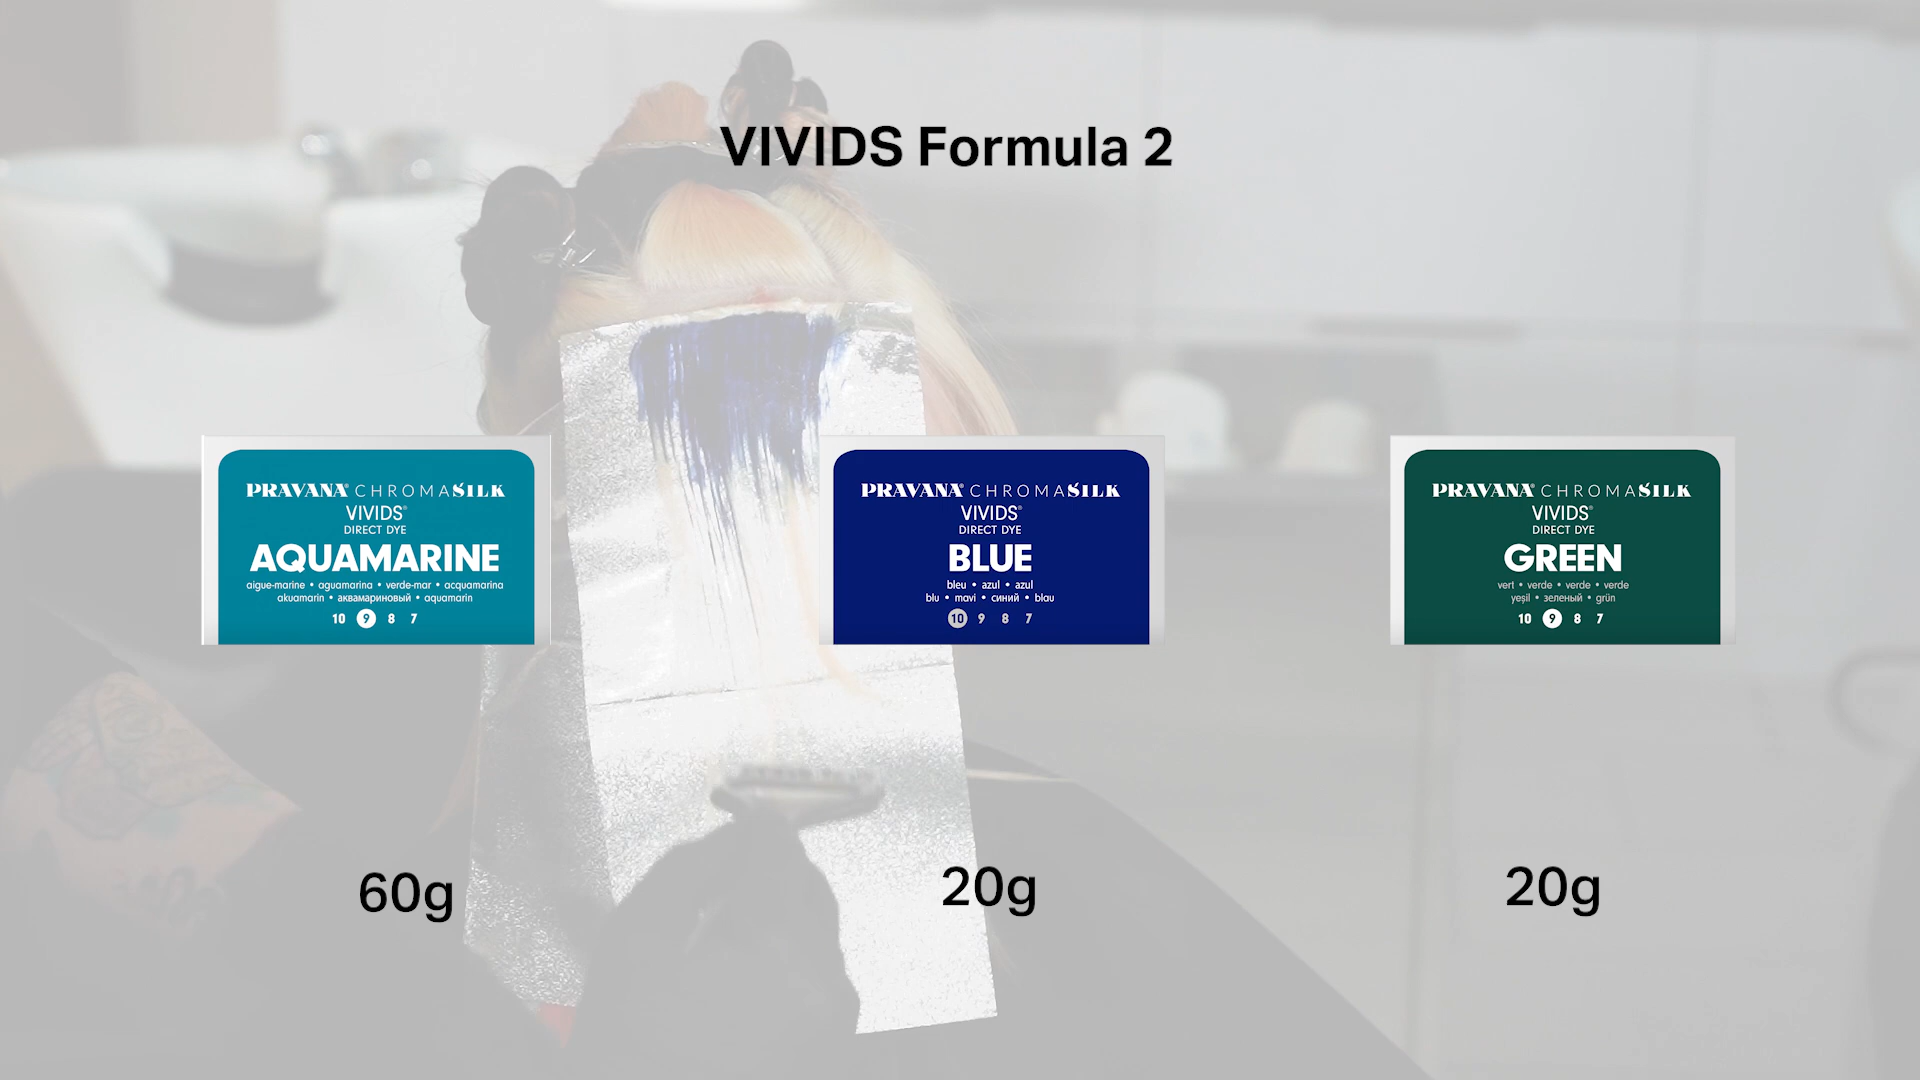 VIVIDS Formula 2
PRAVANA® CHROMASILK
VIVIDS®
DIRECT DYE
AQUAMARINE
aigue-marine • aguamarina • verde-mar • acquamarina
akuamarin • аквамариновый • aquamarin
10 9 8 7
PRAVANA® CHROMASILK
VIVIDS®
DIRECT DYE
BLUE
bleu • azul • azul
blu • mavi • синий • blau
10 9 8 7
PRAVANA® CHROMASILK
VIVIDS®
DIRECT DYE
GREEN
vert • verde • verde • verde
yeşil • зеленый • grün
10 9 8 7
60g
20g
20g